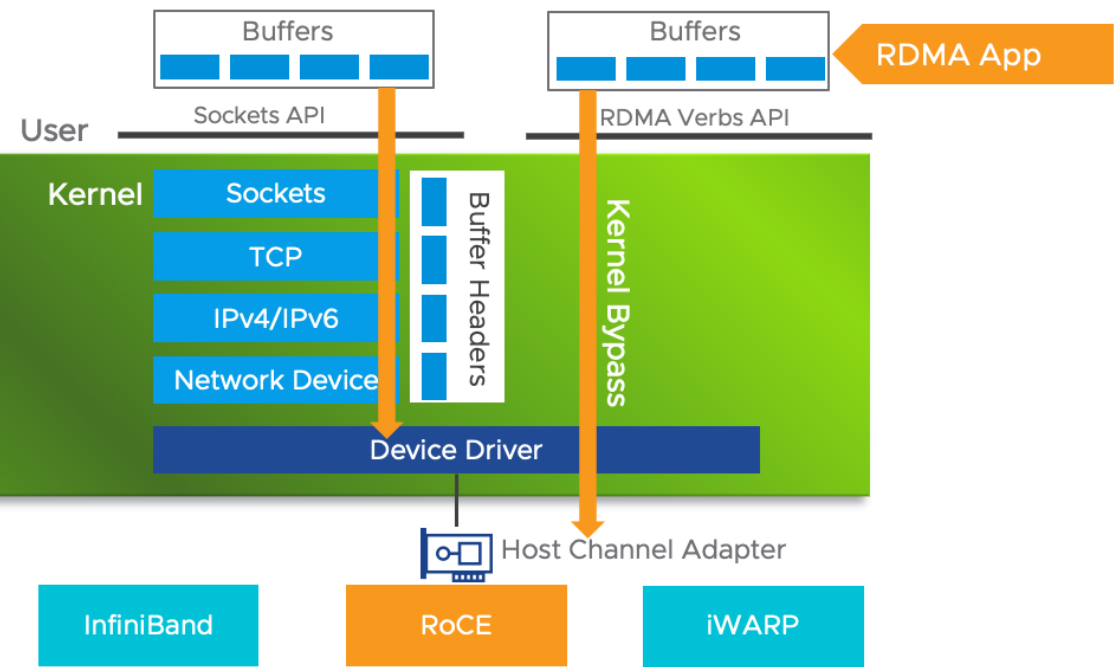 Buffers
Buffers
RDMA App
Sockets API
RDMA Verbs API
User
Kernel
Sockets
TCP
IPv4/IPv6
Network Device
Buffer Headers
Kernel Bypass
Device Driver
Host Channel Adapter
InfiniBand
RoCE
iWARP